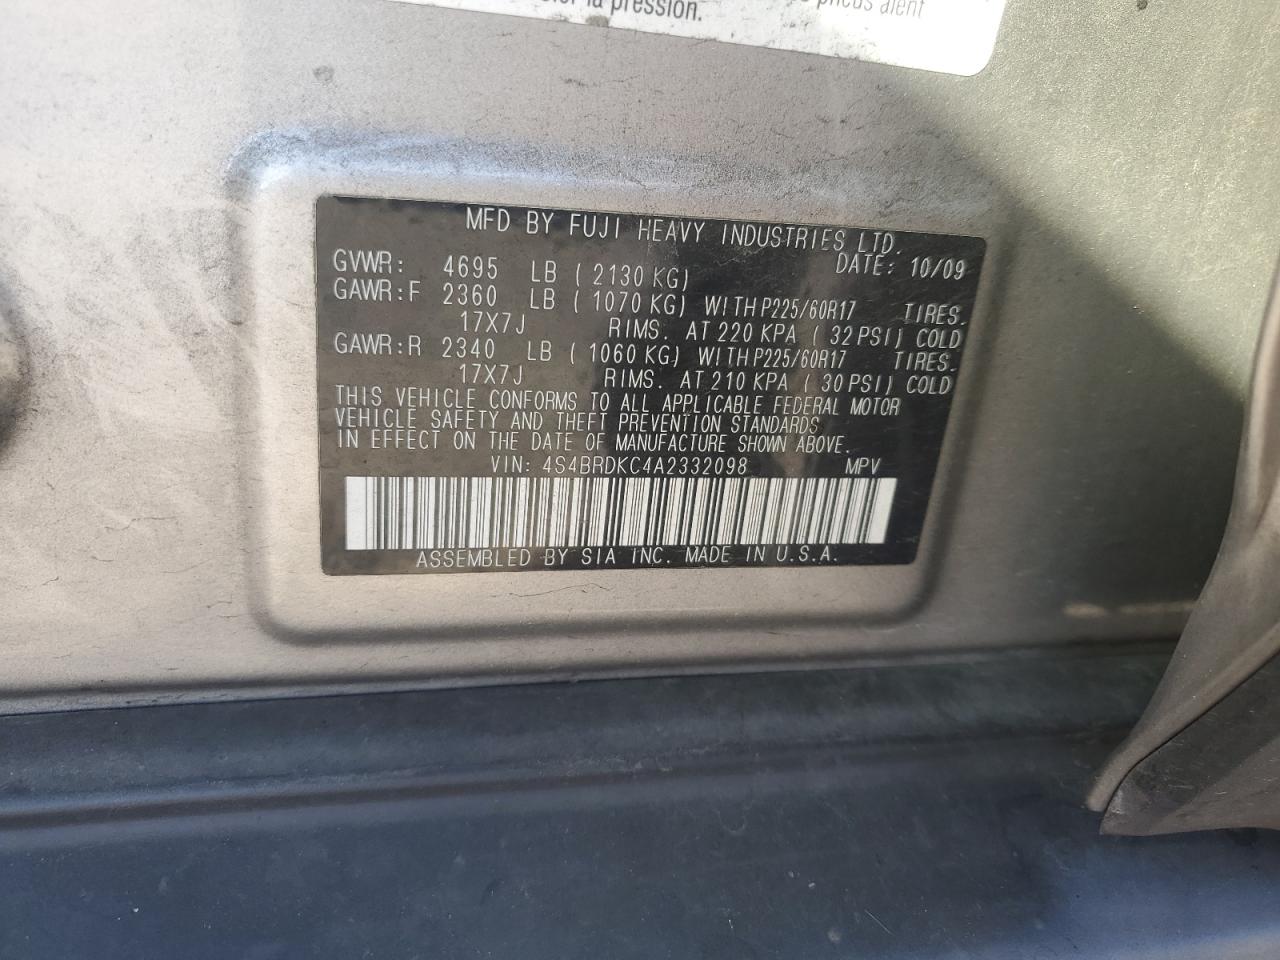 la pression.
pneus aient
MFD BY FUJI HEAVY INDUSTRIES LTD.
DATE: 10/09
GVWR: 4695 LB ( 2130 KG)
GAWR:F 2360 LB ( 1070 KG) WITHP225/60R17 TIRES.
17X7J RIMS. AT 220 KPA ( 32 PSI) COLD
GAWR:R 2340 LB ( 1060 KG) WITHP225/60R17 TIRES.
17X7J RIMS. AT 210 KPA ( 30 PSI) COLD
THIS VEHICLE CONFORMS TO ALL APPLICABLE FEDERAL MOTOR
VEHICLE SAFETY AND THEFT PREVENTION STANDARDS
IN EFFECT ON THE DATE OF MANUFACTURE SHOWN ABOVE.
VIN: 4S4BRDKC4A2332098 MPV
ASSEMBLED BY SIA INC. MADE IN U.S.A.